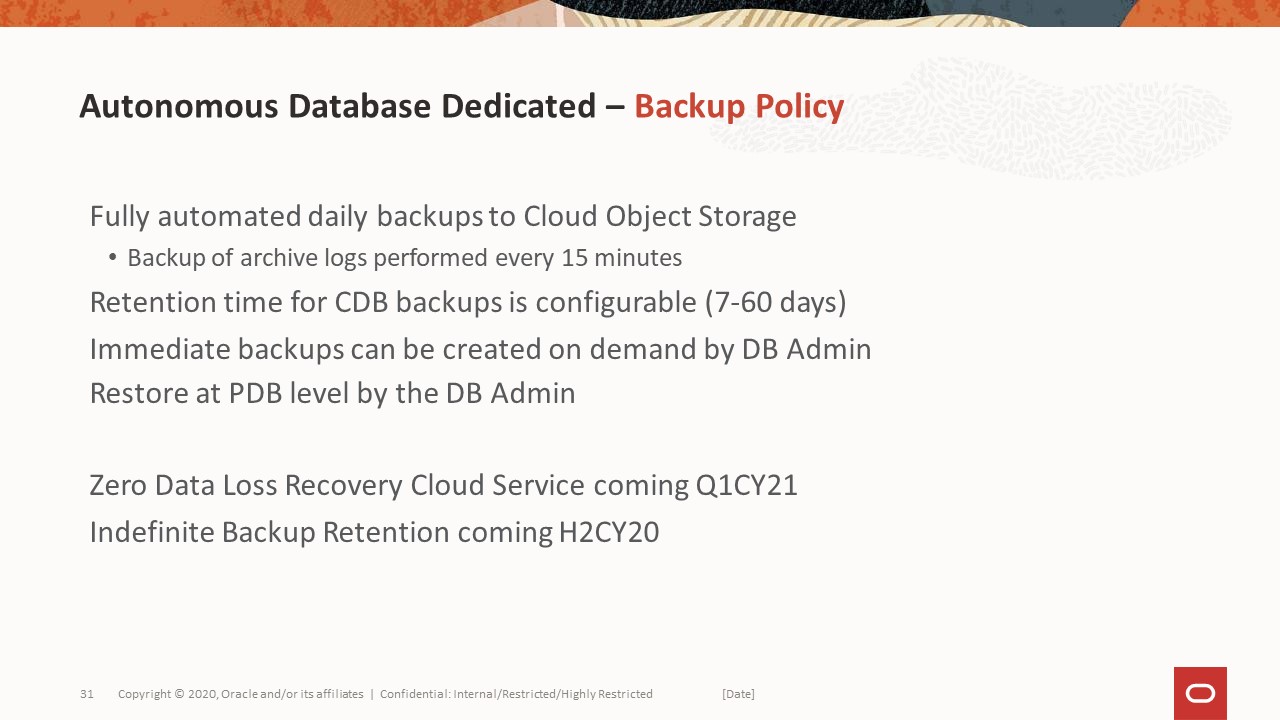 Autonomous Database Dedicated – Backup Policy
Fully automated daily backups to Cloud Object Storage
• Backup of archive logs performed every 15 minutes
Retention time for CDB backups is configurable (7-60 days)
Immediate backups can be created on demand by DB Admin
Restore at PDB level by the DB Admin
Zero Data Loss Recovery Cloud Service coming Q1CY21
Indefinite Backup Retention coming H2CY20
31 Copyright © 2020, Oracle and/or its affiliates | Confidential: Internal/Restricted/Highly Restricted [Date]